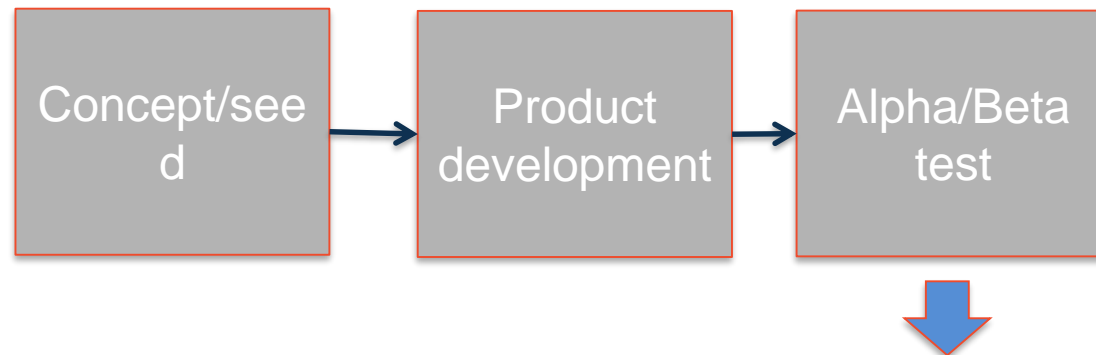 Concept/see
d
Product
development
Alpha/Beta
test